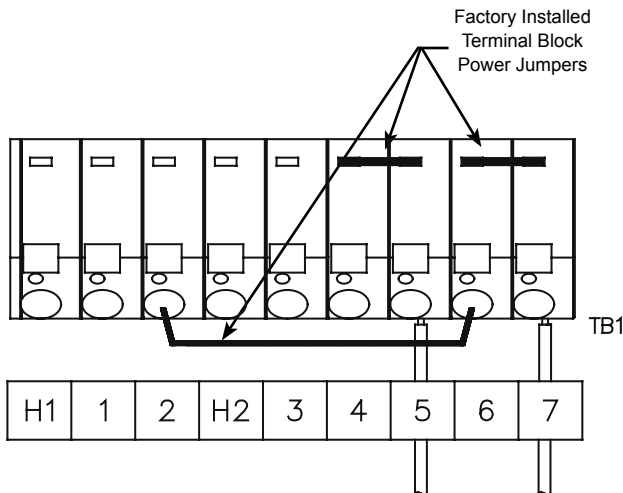 Factory Installed
Terminal Block
Power Jumpers
TB1
H1 1 2 H2 3 4 5 6 7